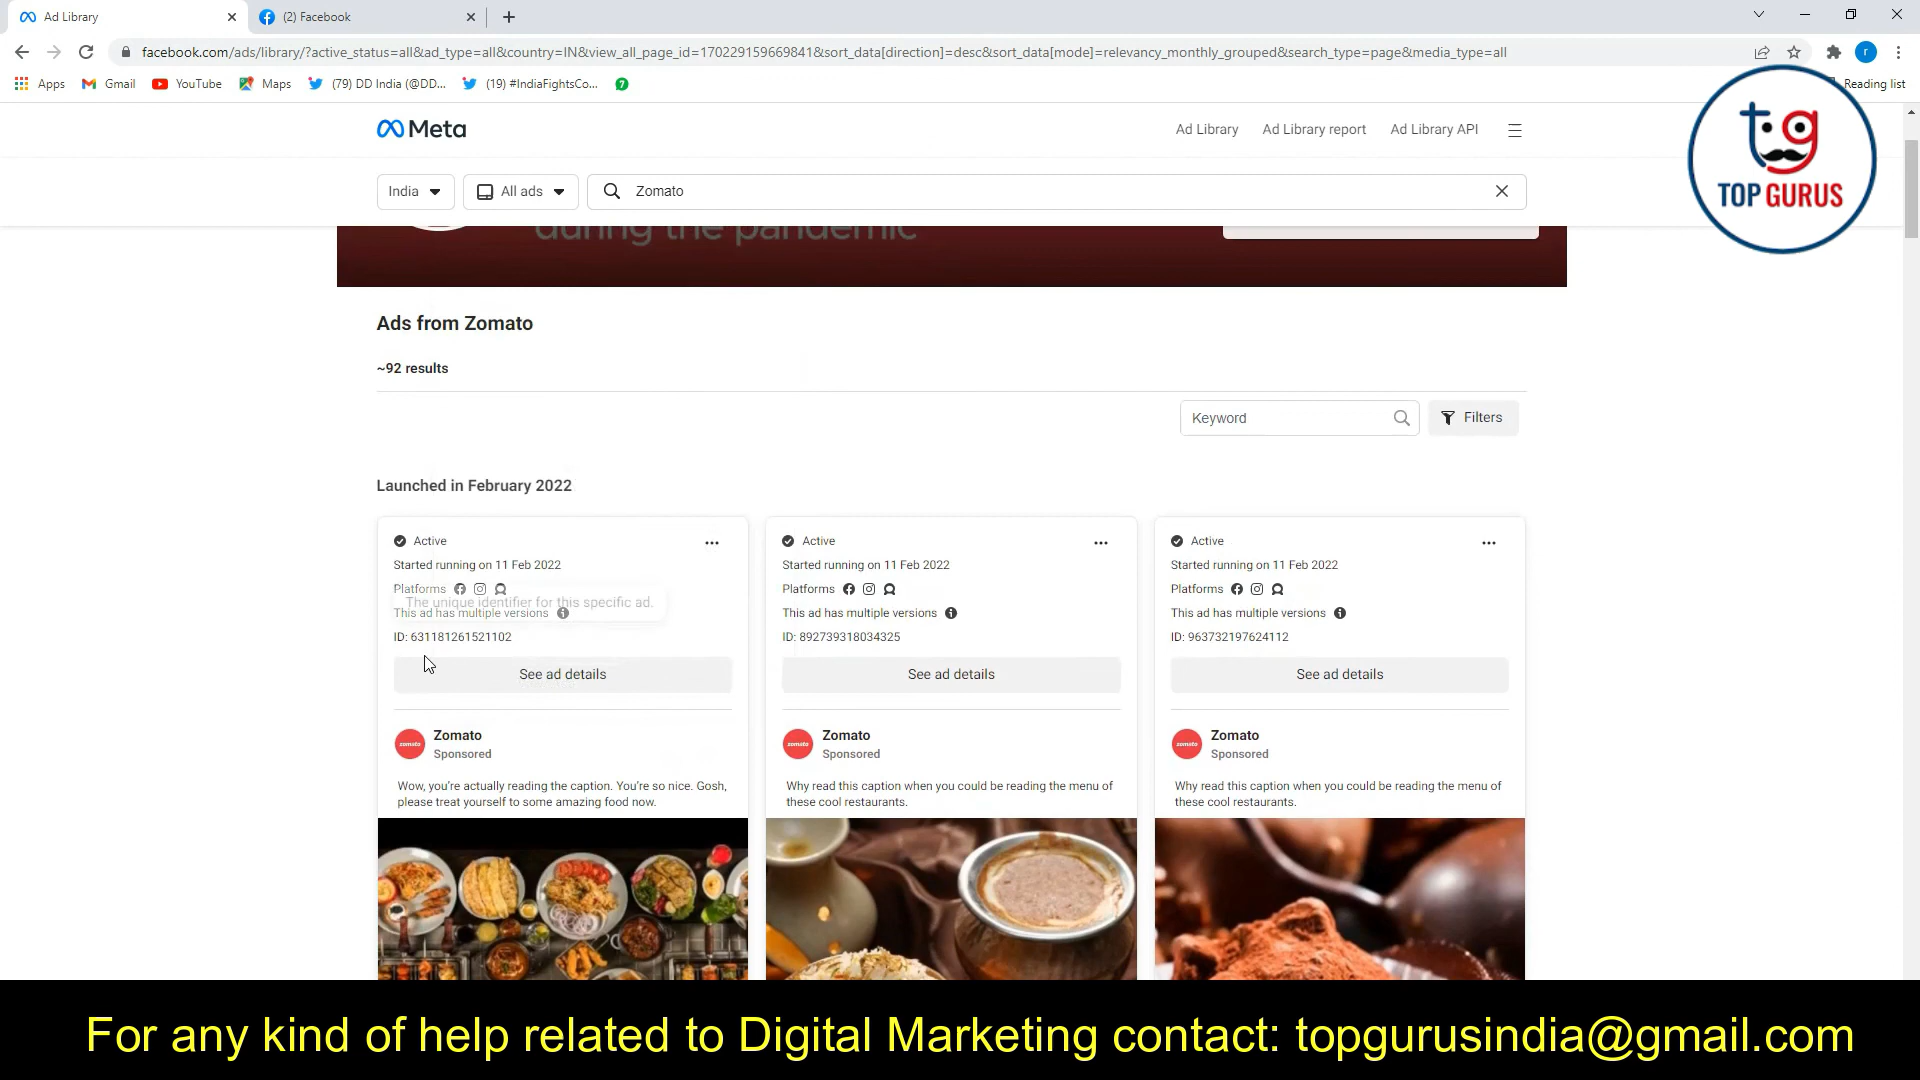 Ad Library
(2) Facebook
facebook.com/ads/library/?active_status=all&ad_type=all&country=IN&view_all_page_id=170229159669841&sort_data[direction]=desc&sort_data[mode]=relevancy_monthly_grouped&search_type=page&media_type=all
r
Apps
Gmail
YouTube
Maps
(79) DD India (@DD...
(19) #IndiaFightsCo...
Reading list
Meta
Ad Library
Ad Library report
Ad Library API
tg
TOP GURUS
India
All ads
Zomato
during the pandemic
Ads from Zomato
~92 results
Keyword
Filters
Launched in February 2022
Active
Started running on 11 Feb 2022
Platforms
The unique identifier for this specific ad.
This ad has multiple versions
ID: 631181261521102
See ad details
zomato
Zomato
Sponsored
Wow, you're actually reading the caption. You're so nice. Gosh,
please treat yourself to some amazing food now.
Active
Started running on 11 Feb 2022
Platforms
This ad has multiple versions
ID: 892739318034325
See ad details
zomato
Zomato
Sponsored
Why read this caption when you could be reading the menu of
these cool restaurants.
Active
Started running on 11 Feb 2022
Platforms
This ad has multiple versions
ID: 963732197624112
See ad details
zomato
Zomato
Sponsored
Why read this caption when you could be reading the menu of
these cool restaurants.
For any kind of help related to Digital Marketing contact: topgurusindia@gmail.com